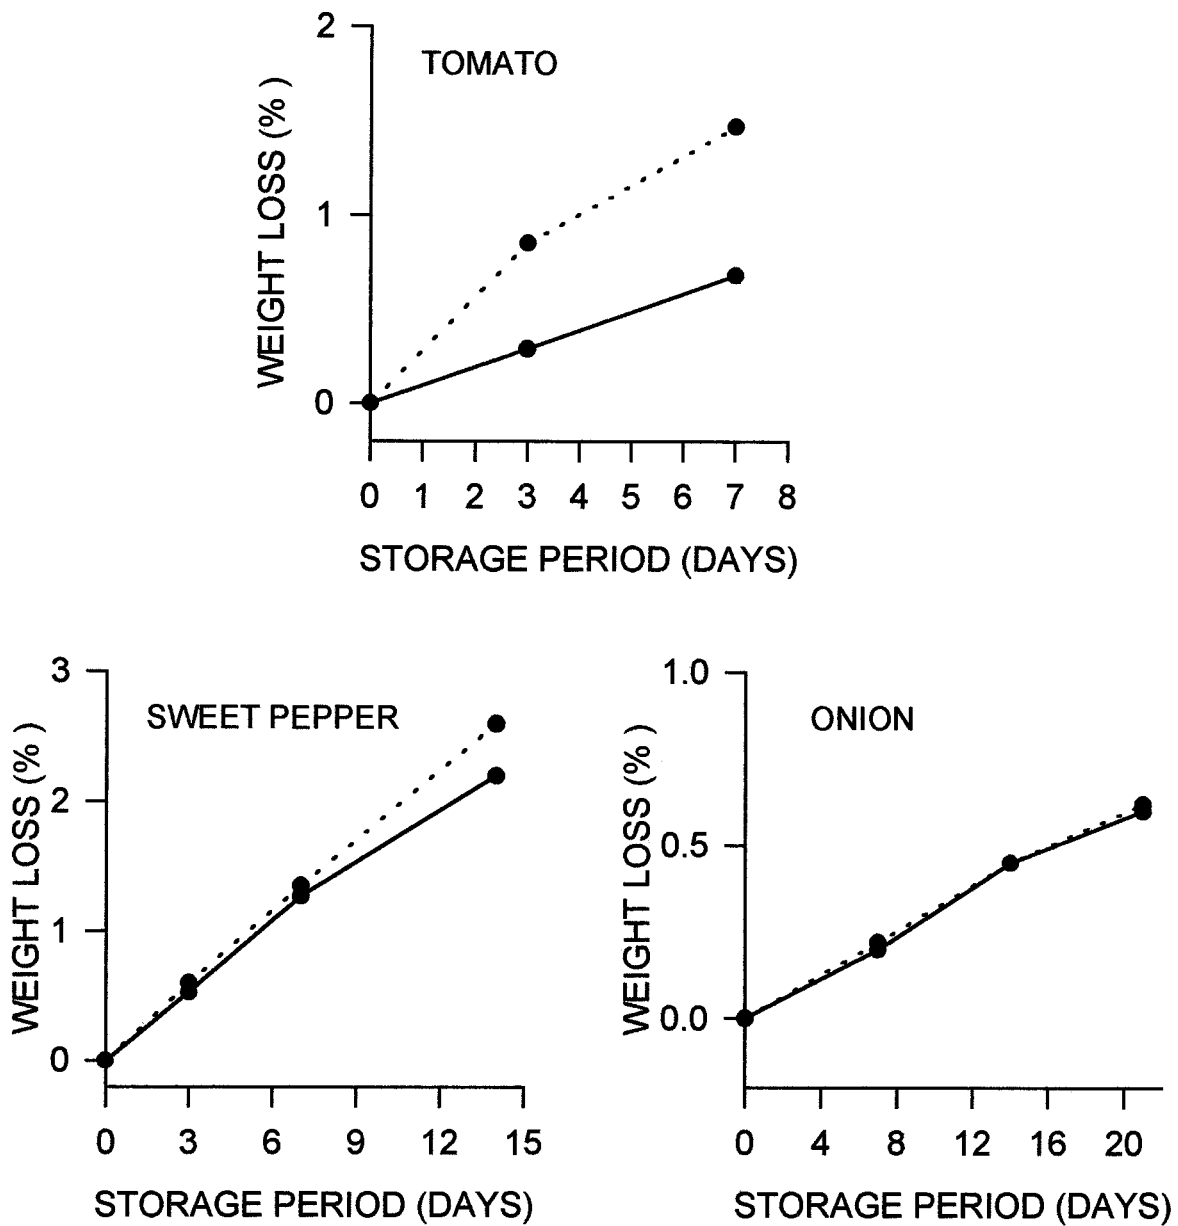 2
TOMATO
WEIGHT LOSS (%)
1
0
0 1 2 3 4 5 6 7 8
STORAGE PERIOD (DAYS)
3
SWEET PEPPER
WEIGHT LOSS (%)
2
1
0
0 3 6 9 12 15
STORAGE PERIOD (DAYS)
1.0
ONION
WEIGHT LOSS (%)
0.5
0.0
0 4 8 12 16 20
STORAGE PERIOD (DAYS)